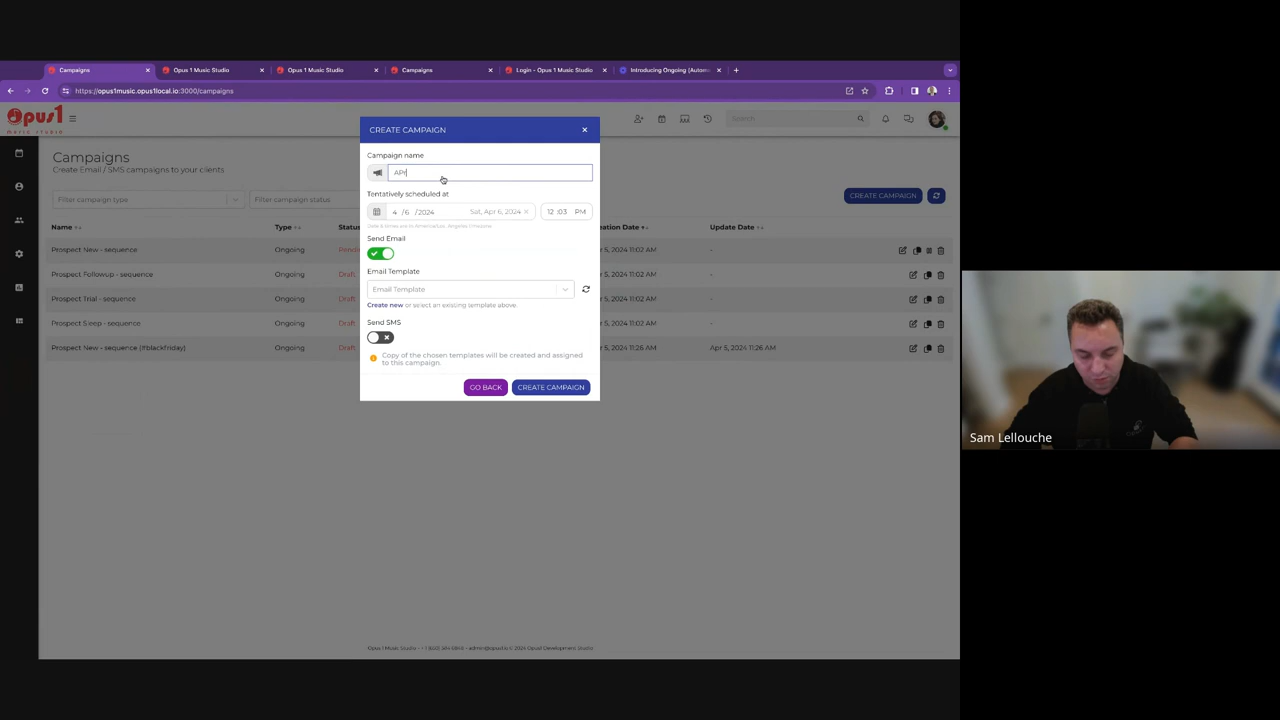 Campaigns
Opus 1 Music Studio
Opus 1 Music Studio
Campaigns
Login - Opus 1 Music Studio
Introducing Ongoing (Autom
https://opus1music.opus1local.io:3000/campaigns
Opus1
music studio
Search
Campaigns
Create Email / SMS campaigns to your clients
Filter campaign type
Filter campaign status
CREATE CAMPAIGN
Name
Type
Status
ation Date
Update Date
Prospect New - sequence
Ongoing
r 5, 2024 11:02 AM
-
Prospect Followup - sequence
Ongoing
Draft
r 5, 2024 11:02 AM
-
Prospect Trial - sequence
Ongoing
Draft
r 5, 2024 11:02 AM
-
Prospect Sleep - sequence
Ongoing
Draft
r 5, 2024 11:02 AM
-
Prospect New - sequence (#blackfriday)
Ongoing
Draft
r 5, 2024 11:26 AM
Apr 5, 2024 11:26 AM
CREATE CAMPAIGN
Campaign name
APr
Tentatively scheduled at
4 /6 /2024
Sat, Apr 6, 2024
12 :03 PM
Send Email
Email Template
Email Template
Create new or select an existing template above
Send SMS
Copy of the chosen templates will be created and assigned
to this campaign.
GO BACK
CREATE CAMPAIGN
Sam Lellouche